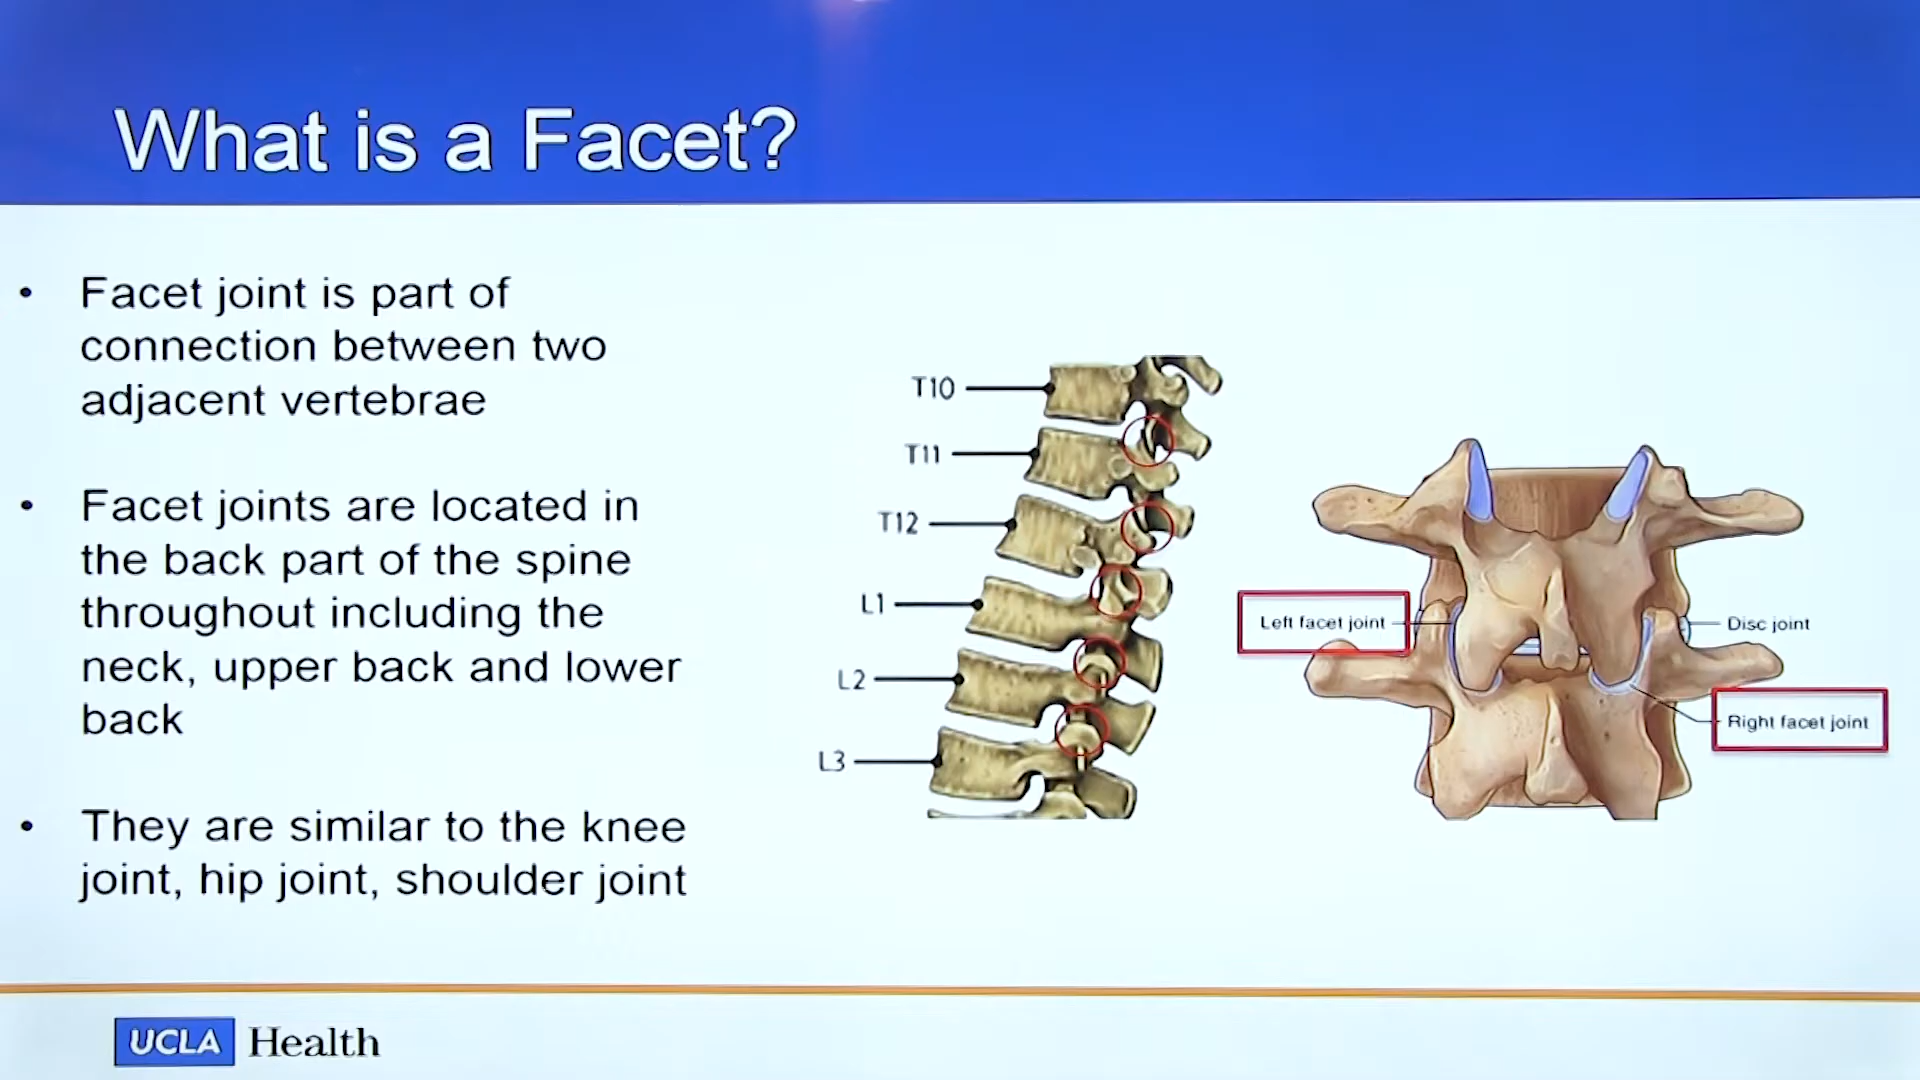 What is a Facet?
• Facet joint is part of
connection between two
adjacent vertebrae
• Facet joints are located in
the back part of the spine
throughout including the
neck, upper back and lower
back
• They are similar to the knee
joint, hip joint, shoulder joint
T10
T11
T12
L1
L2
L3
Left facet joint
Disc joint
Right facet joint
UCLA Health